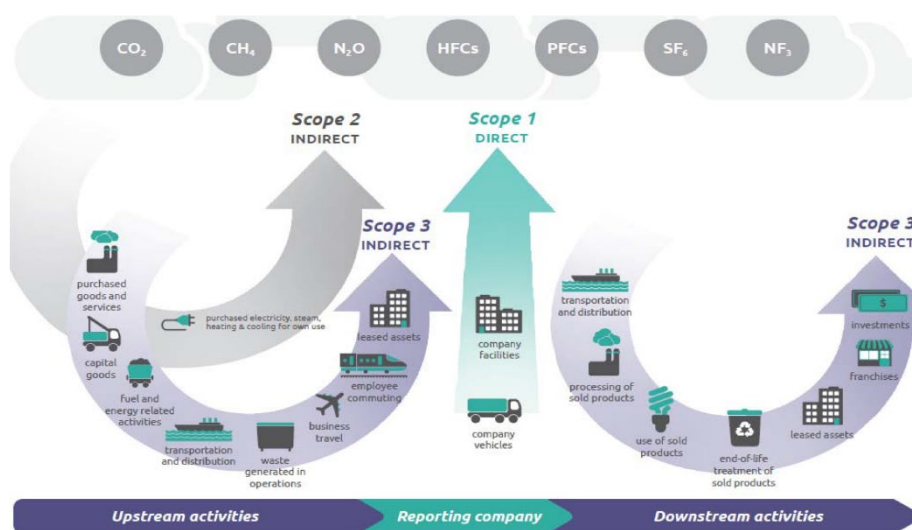 CO₂ CH₄ N₂O HFCs PFCs SF₆ NF₃
Scope 2
INDIRECT
Scope 1
DIRECT
Scope 3
INDIRECT
Scope 3
INDIRECT
purchased
goods and
services
capital
goods
fuel and
energy related
activities
transportation
and distribution
waste
generated in
operations
business
travel
employee
commuting
leased assets
purchased electricity, steam,
heating & cooling for own use
company
facilities
company
vehicles
transportation
and distribution
processing of
sold products
use of sold
products
end-of-life
treatment of
sold products
leased assets
franchises
$
investments
Upstream activities
Reporting company
Downstream activities